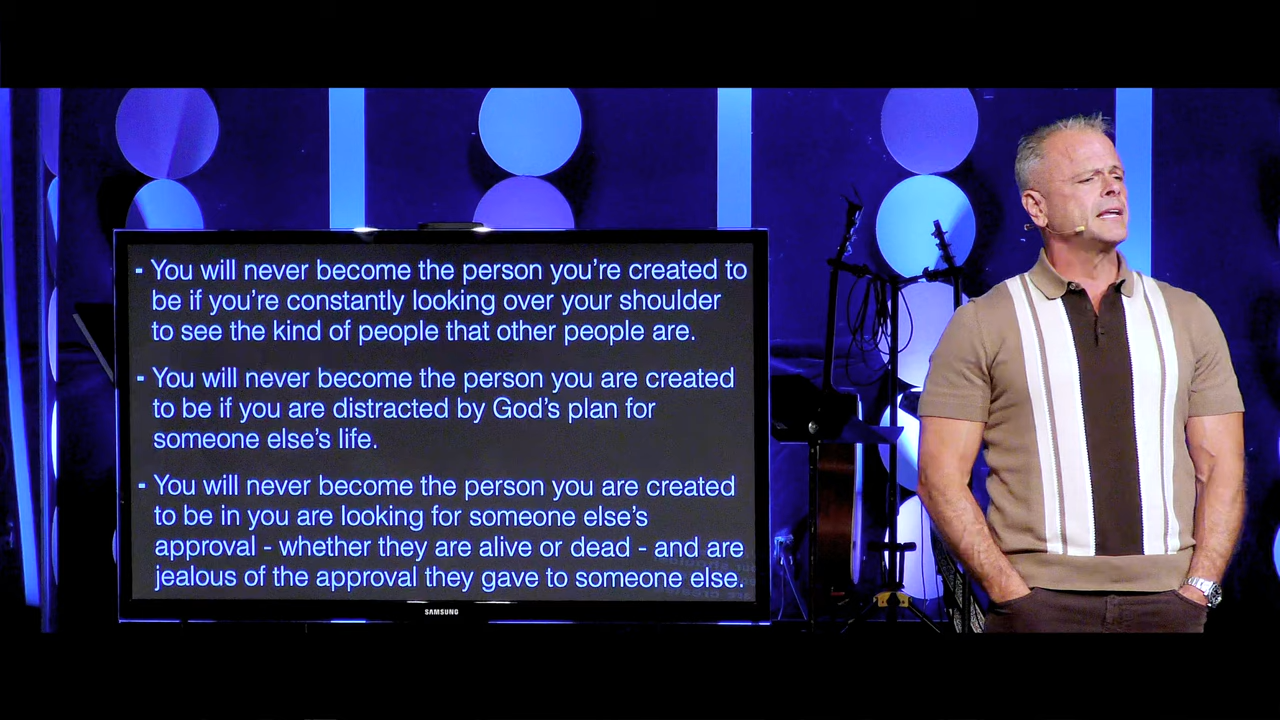 - You will never become the person you're created to
be if you're constantly looking over your shoulder
to see the kind of people that other people are.
- You will never become the person you are created
to be if you are distracted by God's plan for
someone else's life.
- You will never become the person you are created
to be in you are looking for someone else's
approval - whether they are alive or dead - and are
jealous of the approval they gave to someone else.
SAMSUNG